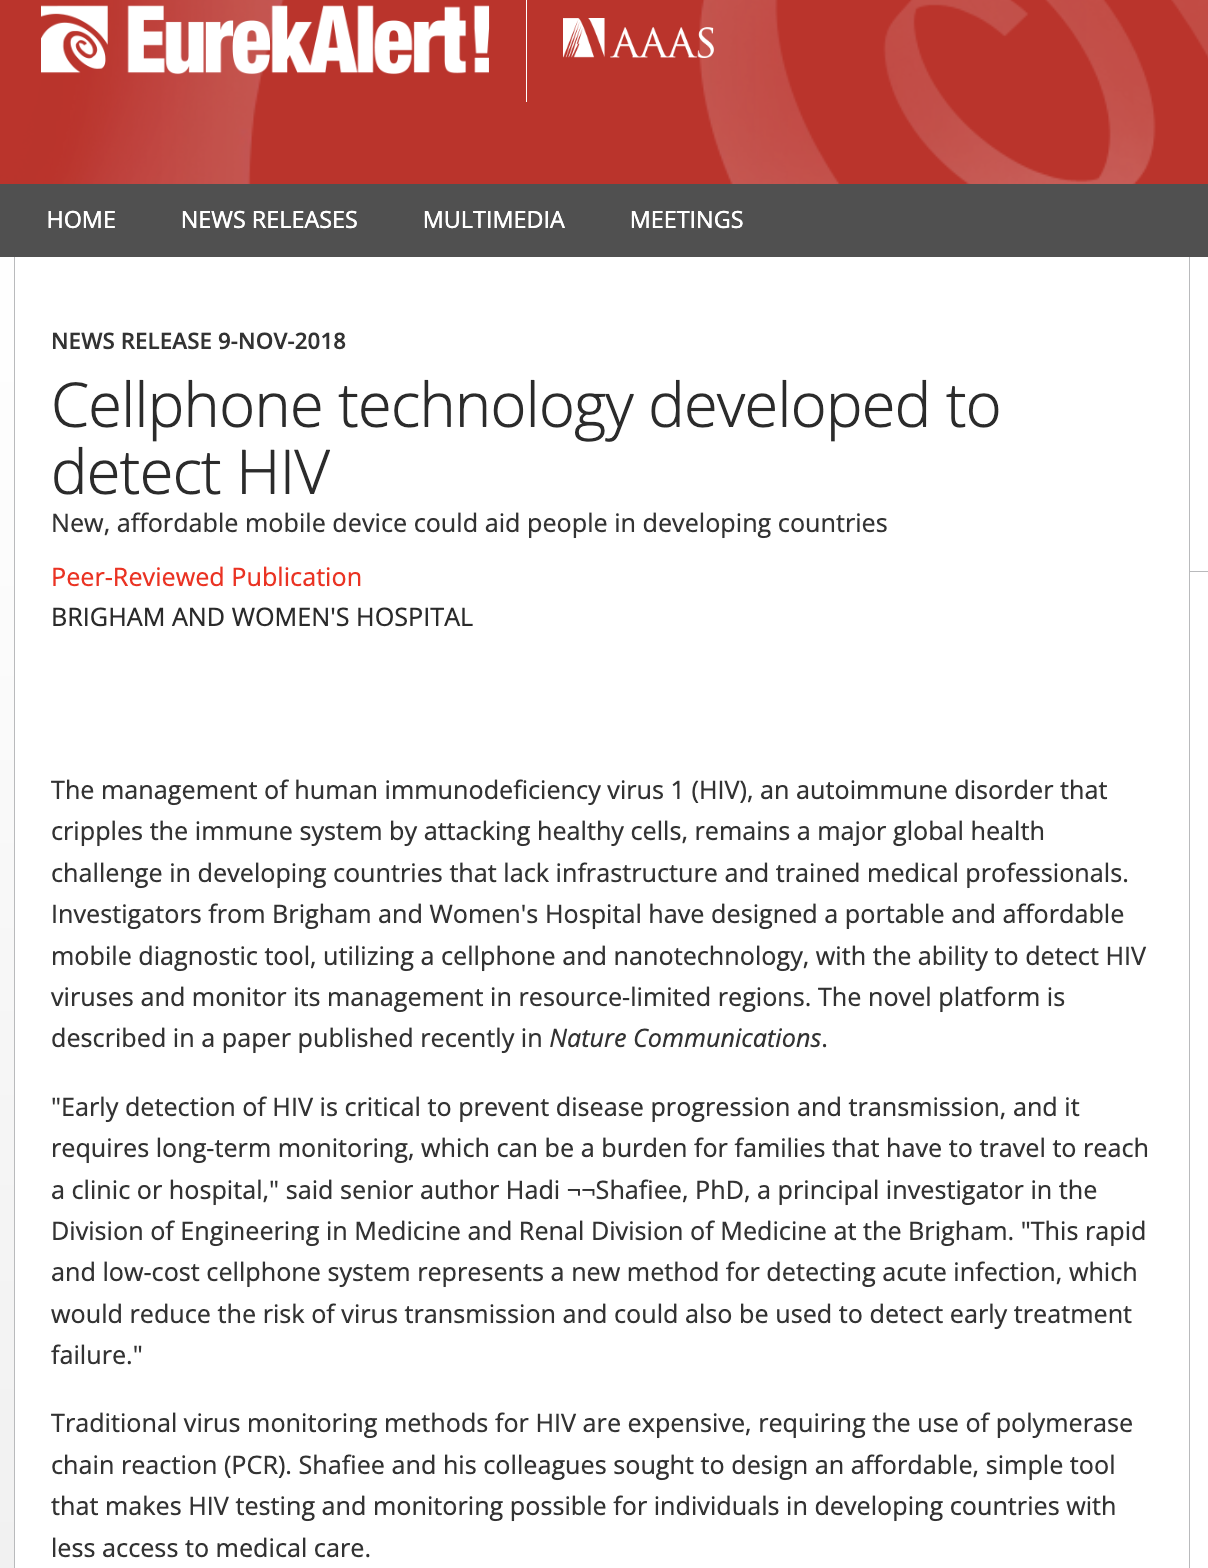 EurekAlert!
AAAS
HOME
NEWS RELEASES
MULTIMEDIA
MEETINGS
NEWS RELEASE 9-NOV-2018
Cellphone technology developed to
detect HIV
New, affordable mobile device could aid people in developing countries
Peer-Reviewed Publication
BRIGHAM AND WOMEN'S HOSPITAL
The management of human immunodeficiency virus 1 (HIV), an autoimmune disorder that
cripples the immune system by attacking healthy cells, remains a major global health
challenge in developing countries that lack infrastructure and trained medical professionals.
Investigators from Brigham and Women's Hospital have designed a portable and affordable
mobile diagnostic tool, utilizing a cellphone and nanotechnology, with the ability to detect HIV
viruses and monitor its management in resource-limited regions. The novel platform is
described in a paper published recently in Nature Communications.
"Early detection of HIV is critical to prevent disease progression and transmission, and it
requires long-term monitoring, which can be a burden for families that have to travel to reach
a clinic or hospital," said senior author Hadi ¬¬Shafiee, PhD, a principal investigator in the
Division of Engineering in Medicine and Renal Division of Medicine at the Brigham. "This rapid
and low-cost cellphone system represents a new method for detecting acute infection, which
would reduce the risk of virus transmission and could also be used to detect early treatment
failure."
Traditional virus monitoring methods for HIV are expensive, requiring the use of polymerase
chain reaction (PCR). Shafiee and his colleagues sought to design an affordable, simple tool
that makes HIV testing and monitoring possible for individuals in developing countries with
less access to medical care.